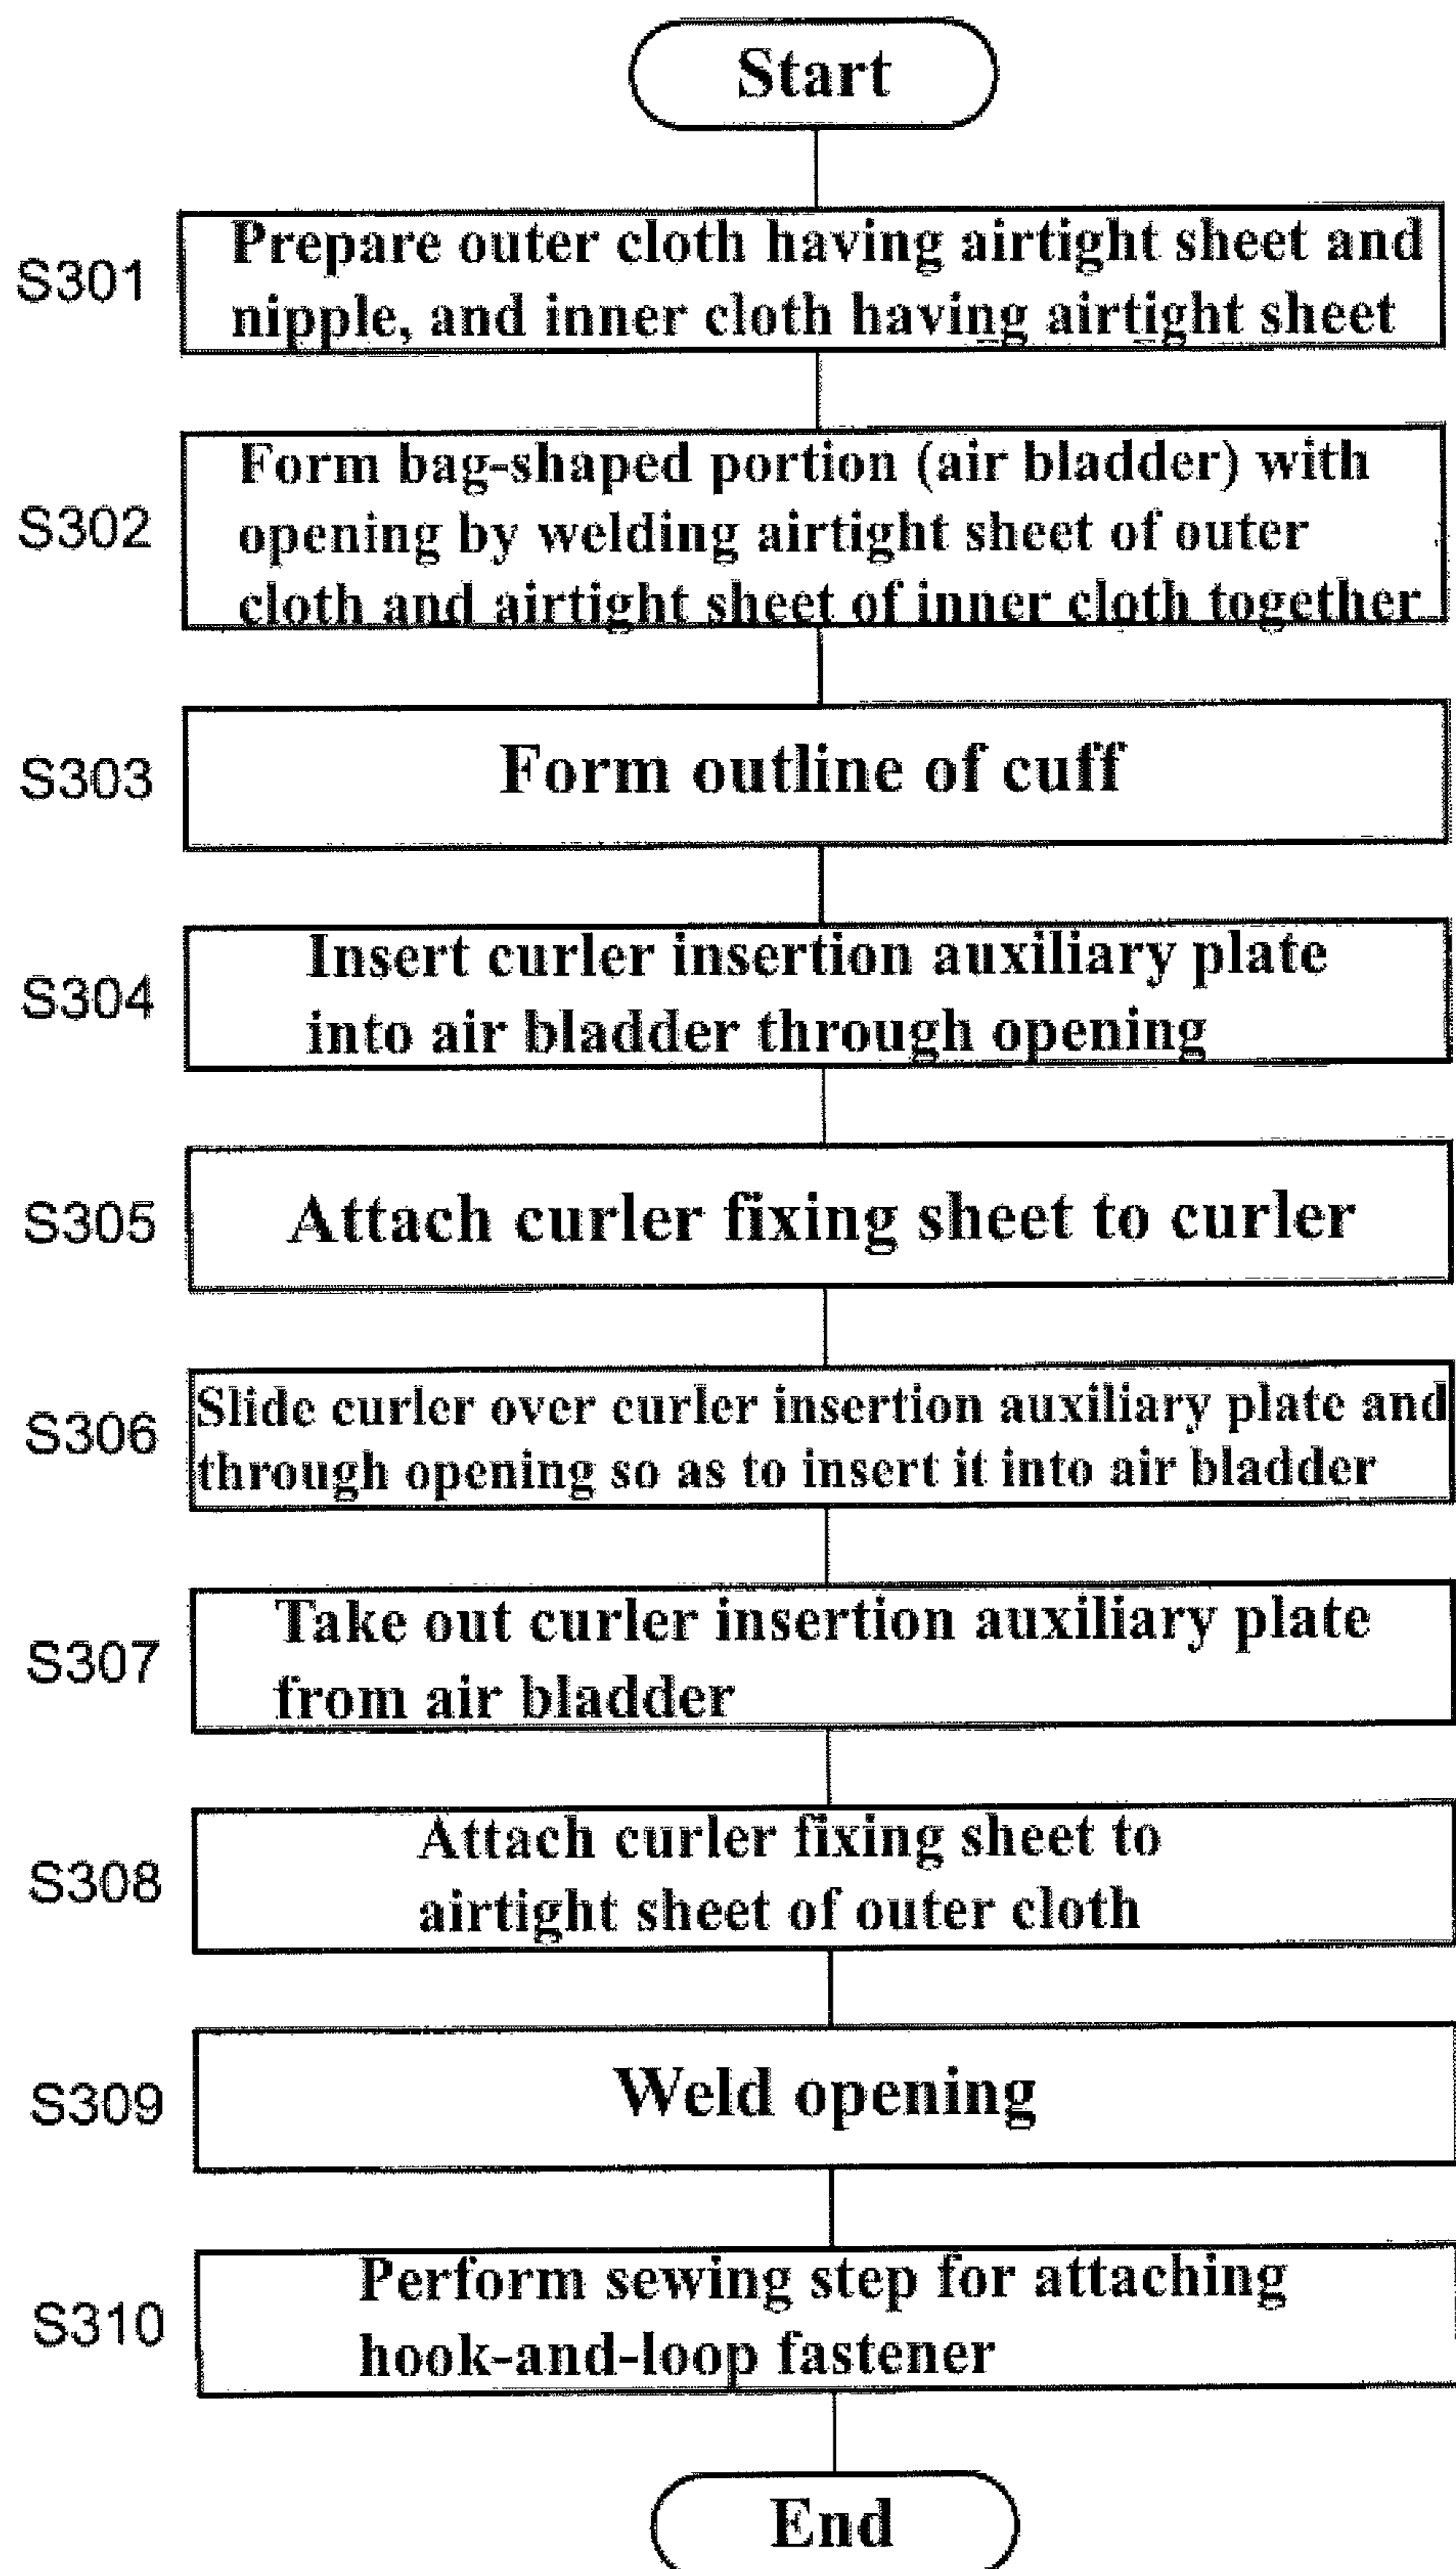 Start
S301
Prepare outer cloth having airtight sheet and
nipple, and inner cloth having airtight sheet
S302
Form bag-shaped portion (air bladder) with
opening by welding airtight sheet of outer
cloth and airtight sheet of inner cloth together
S303
Form outline of cuff
S304
Insert curler insertion auxiliary plate
into air bladder through opening
S305
Attach curler fixing sheet to curler
S306
Slide curler over curler insertion auxiliary plate and
through opening so as to insert it into air bladder
S307
Take out curler insertion auxiliary plate
from air bladder
S308
Attach curler fixing sheet to
airtight sheet of outer cloth
S309
Weld opening
S310
Perform sewing step for attaching
hook-and-loop fastener
End